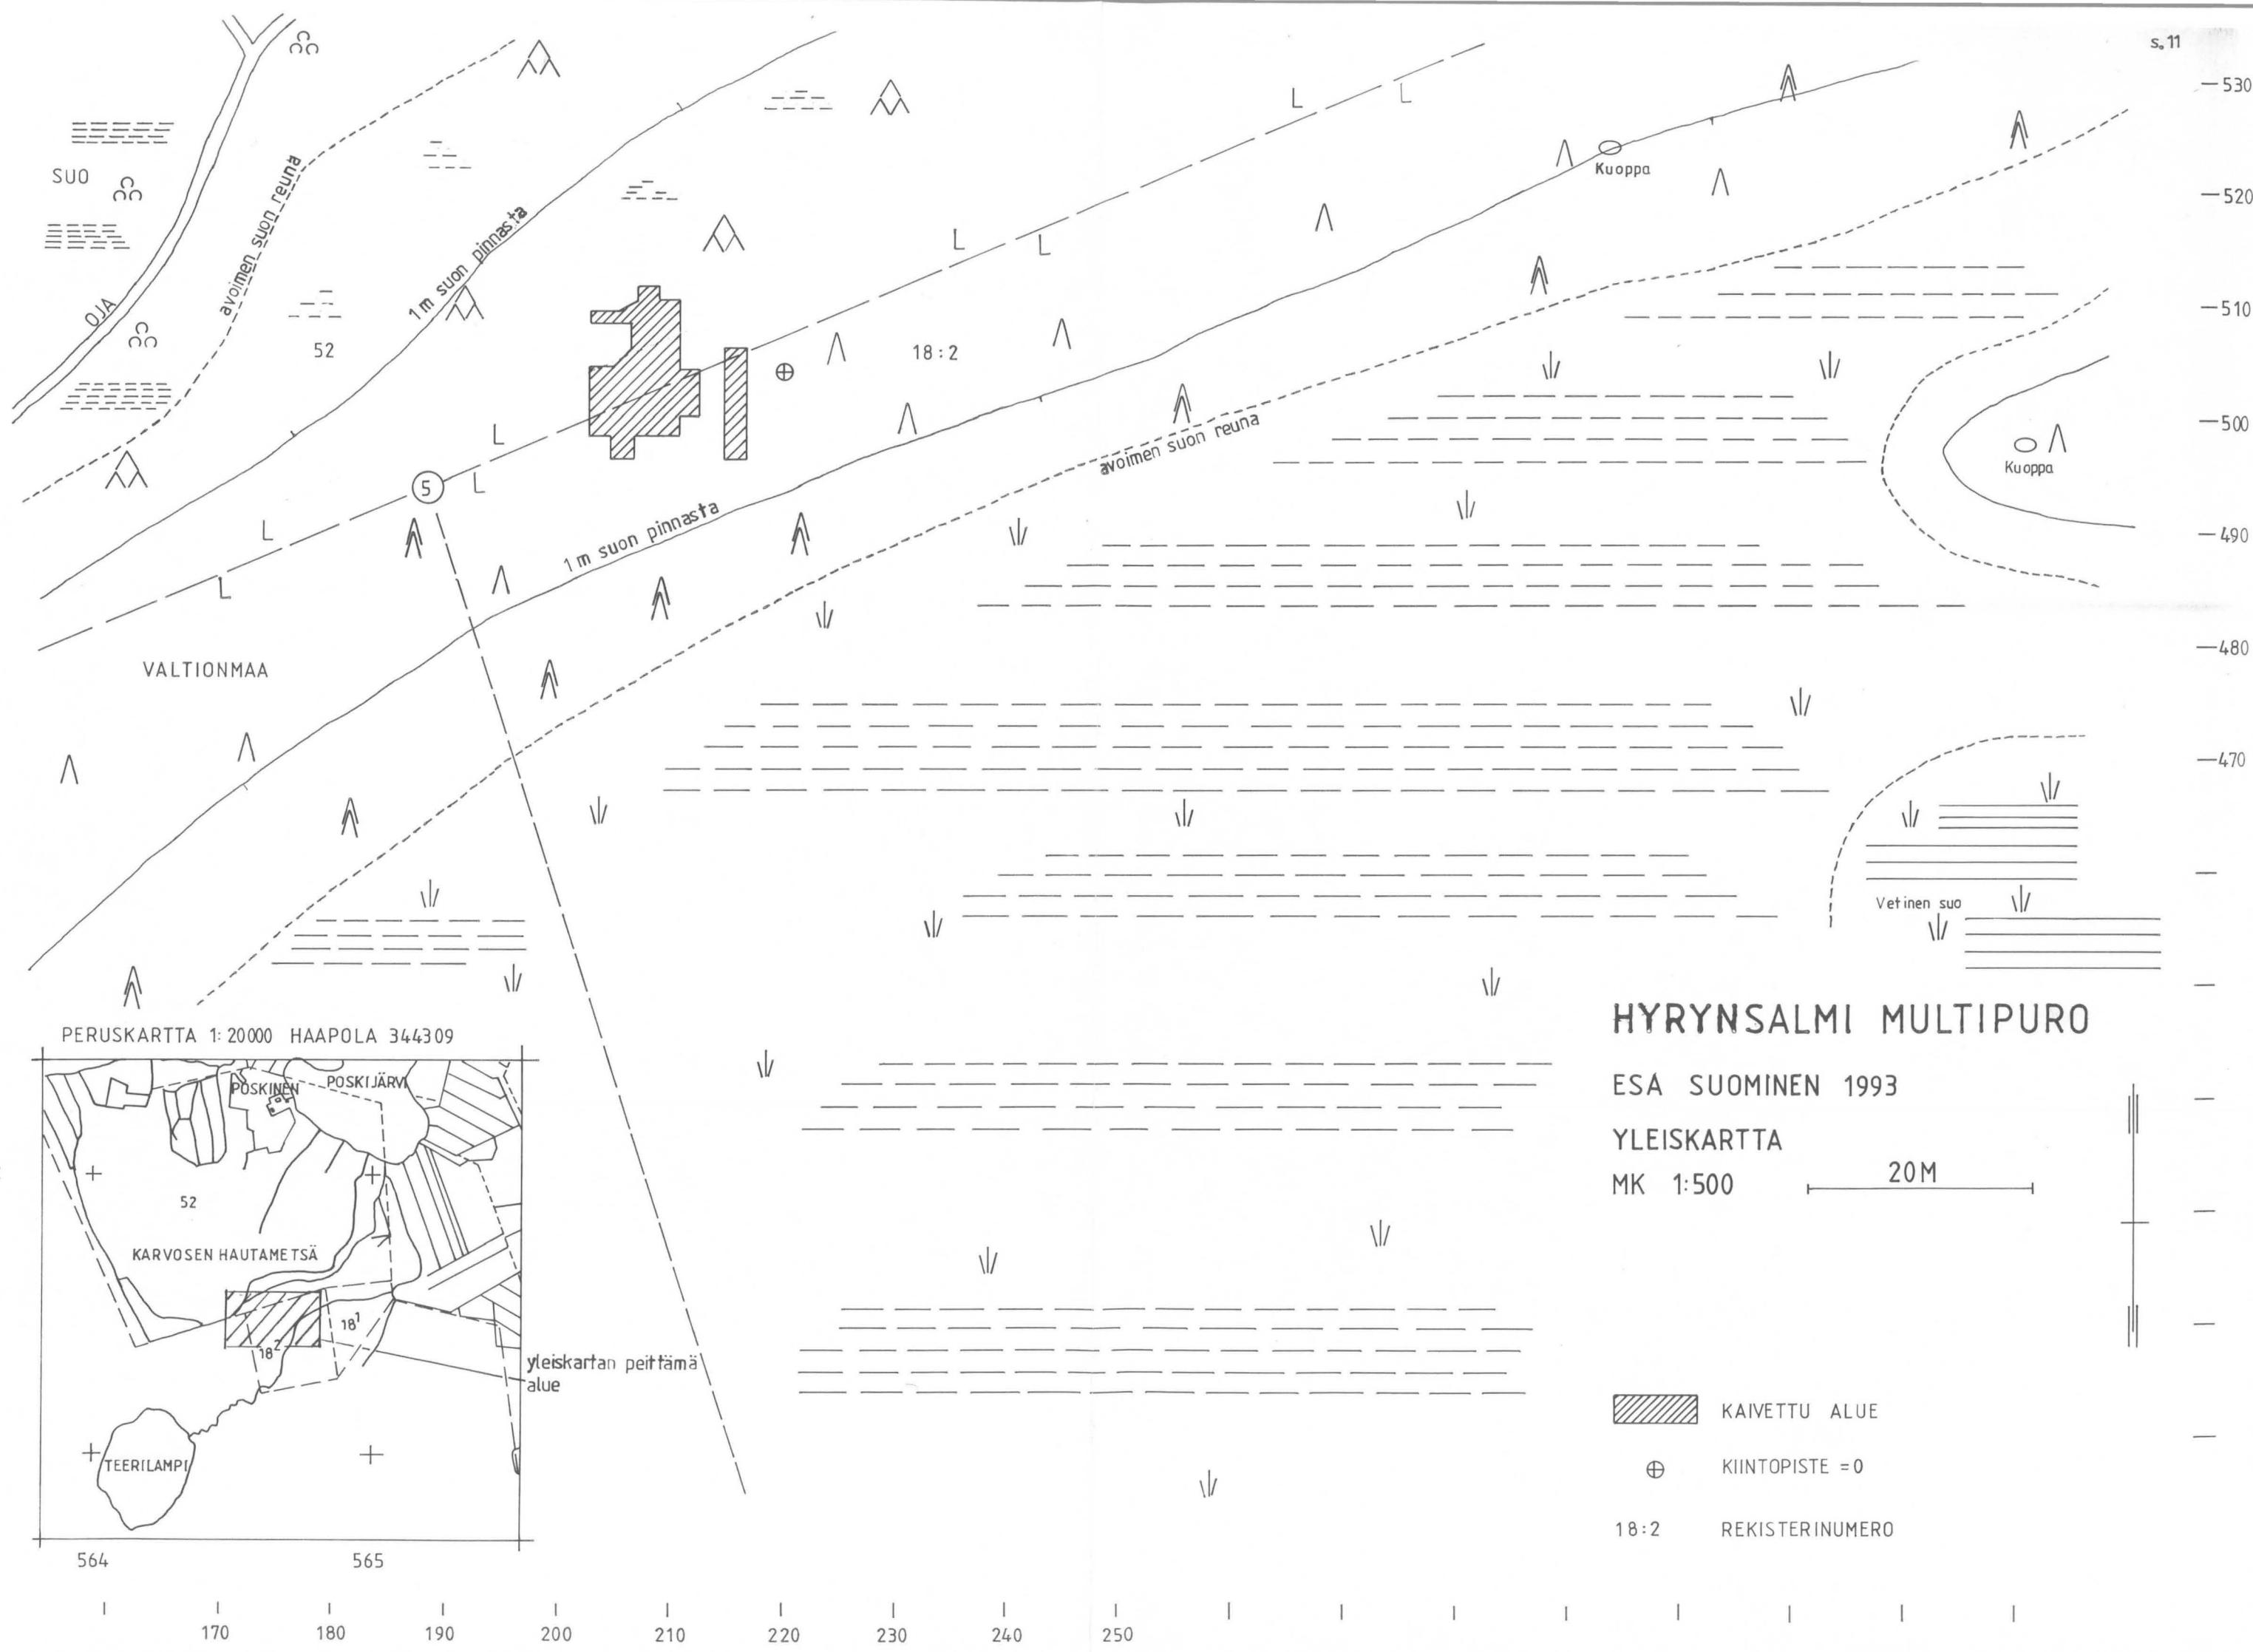 s.11
530
SUO
avoimen suon reuna
Kuoppa
520
1m suon pinnasta
OJA
510
52
18:2
500
avoimen suon reuna
Kuoppa
5
490
1m suon pinnasta
L
L
L
L
L
L
L
L
480
VALTIONMAA
470
Vetinen suo
HYRYNSALMI MULTIPURO
ESA SUOMINEN 1993
YLEISKARTTA
MK 1:500
20M
KAIVETTU ALUE
KIINTOPISTE =0
18:2 REKISTERINUMERO
PERUSKARTTA 1:20000 HAAPOLA 344309
POSKINEN
POSKIJÄRVI
52
KARVOSEN HAUTAMETSÄ
18¹
18²
yleiskartan peittämä
alue
TEERILAMPI
564 565
170 180 190 200 210 220 230 240 250